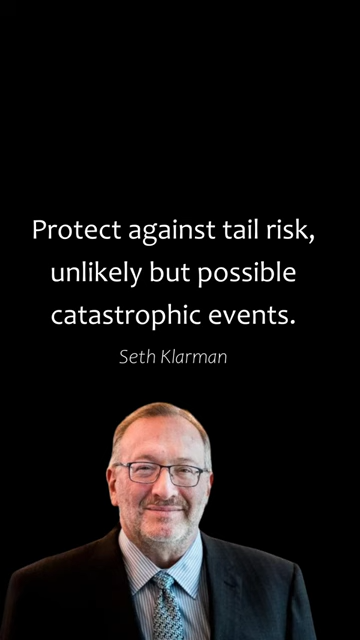 Protect against tail risk,
unlikely but possible
catastrophic events.
Seth Klarman